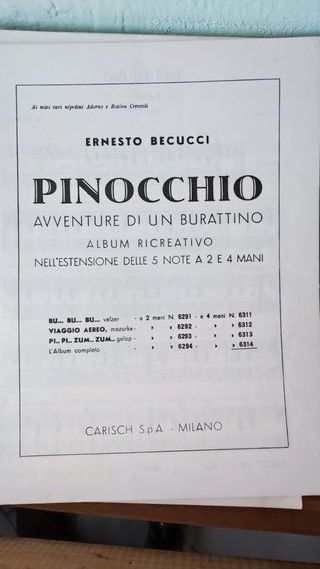 Ai miei cari nipotini Adorno e Bianca Ceravoli
ERNESTO BECUCCI
PINOCCHIO
AVVENTURE DI UN BURATTINO
ALBUM RICREATIVO
NELL'ESTENSIONE DELLE 5 NOTE A 2 E 4 MANI
BU... BU... BU... valzer - a 2 mani N. 6291 - a 4 mani N. 6311
VIAGGIO AEREO, mazurka - » » 6292 - » » 6312
PI.. PI.. ZUM.. ZUM.. galop - » » 6293 - » » 6313
L'Album completo - » » 6294 - » » 6314
CARISCH S.p.A. - MILANO